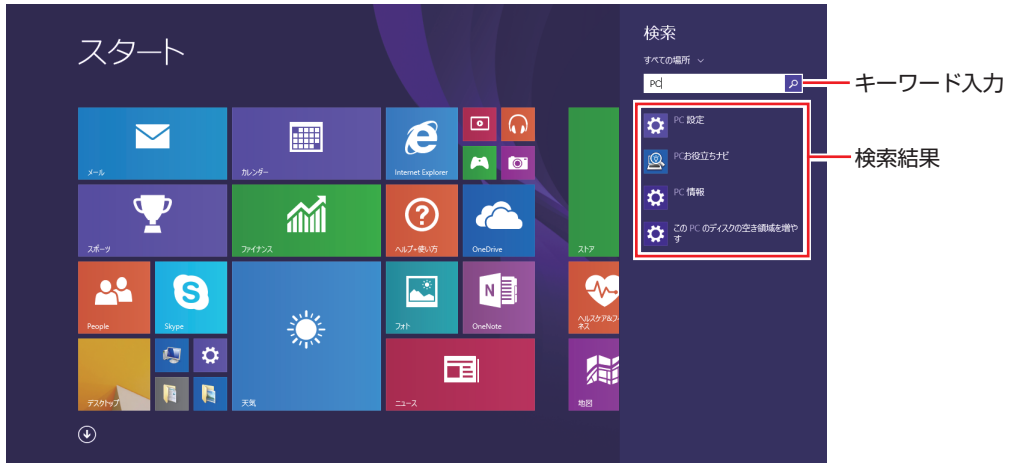 スタート
検索
すべての場所
PC
キーワード入力
PC 設定
PCお役立ちナビ
PC 情報
この PC のディスクの空き領域を増や
す
検索結果
メール
カレンダー
Internet Explorer
スポーツ
ファイナンス
ヘルプ+使い方
OneDrive
ストア
People
Skype
フォト
OneNote
ヘルスケア&フ
ネス
デスクトップ
天気
ニュース
地図